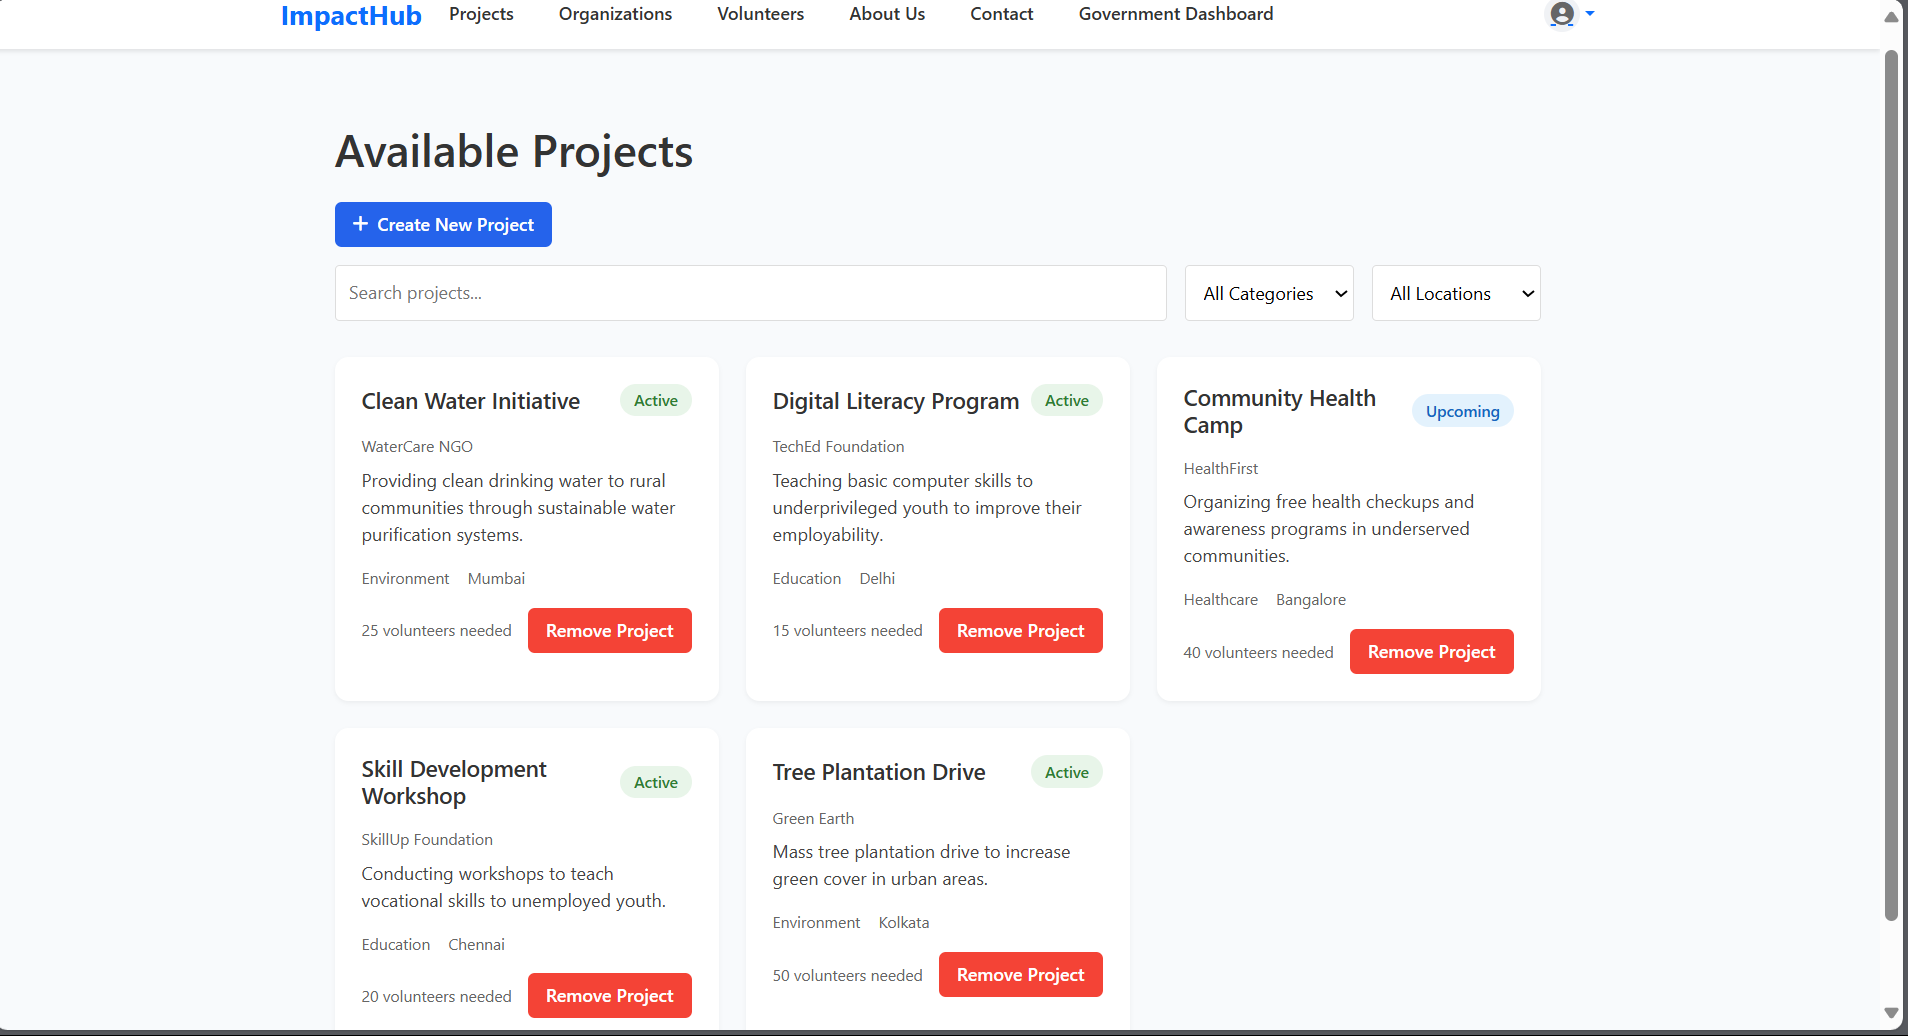 ImpactHub Projects Organizations Volunteers About Us Contact Government Dashboard
Available Projects
+ Create New Project
Search projects...
All Categories
All Locations
Clean Water Initiative
Active
WaterCare NGO
Providing clean drinking water to rural
communities through sustainable water
purification systems.
Environment Mumbai
25 volunteers needed
Remove Project
Digital Literacy Program
Active
TechEd Foundation
Teaching basic computer skills to
underprivileged youth to improve their
employability.
Education Delhi
15 volunteers needed
Remove Project
Community Health
Camp
Upcoming
HealthFirst
Organizing free health checkups and
awareness programs in underserved
communities.
Healthcare Bangalore
40 volunteers needed
Remove Project
Skill Development
Workshop
Active
SkillUp Foundation
Conducting workshops to teach
vocational skills to unemployed youth.
Education Chennai
20 volunteers needed
Remove Project
Tree Plantation Drive
Active
Green Earth
Mass tree plantation drive to increase
green cover in urban areas.
Environment Kolkata
50 volunteers needed
Remove Project